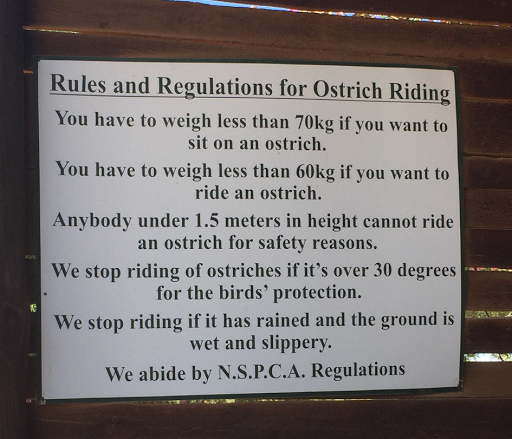 Rules and Regulations for Ostrich Riding
You have to weigh less than 70kg if you want to
sit on an ostrich.
You have to weigh less than 60kg if you want to
ride an ostrich.
Anybody under 1.5 meters in height cannot ride
an ostrich for safety reasons.
We stop riding of ostriches if it's over 30 degrees
for the birds' protection.
We stop riding if it has rained and the ground is
wet and slippery.
We abide by N.S.P.C.A. Regulations